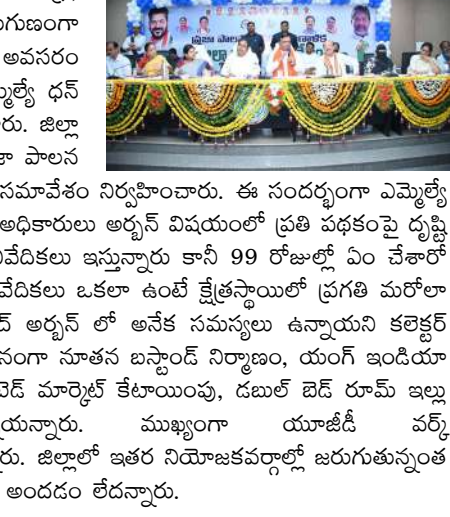 ప్రజా పాలన
ుగుణంగా
అవసరం
మ్మెల్యే ధన్
రు. జిల్లా
జా పాలన
సమావేశం నిర్వహించారు. ఈ సందర్భంగా ఎమ్మెల్యే
అధికారులు అర్బన్ విషయంలో ప్రతి పథకంపై దృష్టి
ివేదికలు ఇస్తున్నారు కానీ 99 రోజుల్లో ఏం చేశారో
వేదికలు ఒకలా ఉంటే క్షేత్రస్థాయిలో ప్రగతి మరోలా
ద్ అర్బన్ లో అనేక సమస్యలు ఉన్నాయని కలెక్టర్
నంగా నూతన బస్టాండ్ నిర్మాణం, యంగ్ ఇండియా
టెడ్ మార్కెట్ కేటాయింపు, డబుల్ బెడ్ రూమ్ ఇల్లు
యన్నారు. ముఖ్యంగా యూజీడీ వర్క్
రు. జిల్లాలో ఇతర నియోజకవర్గాల్లో జరుగుతున్నంత
అందడం లేదన్నారు.